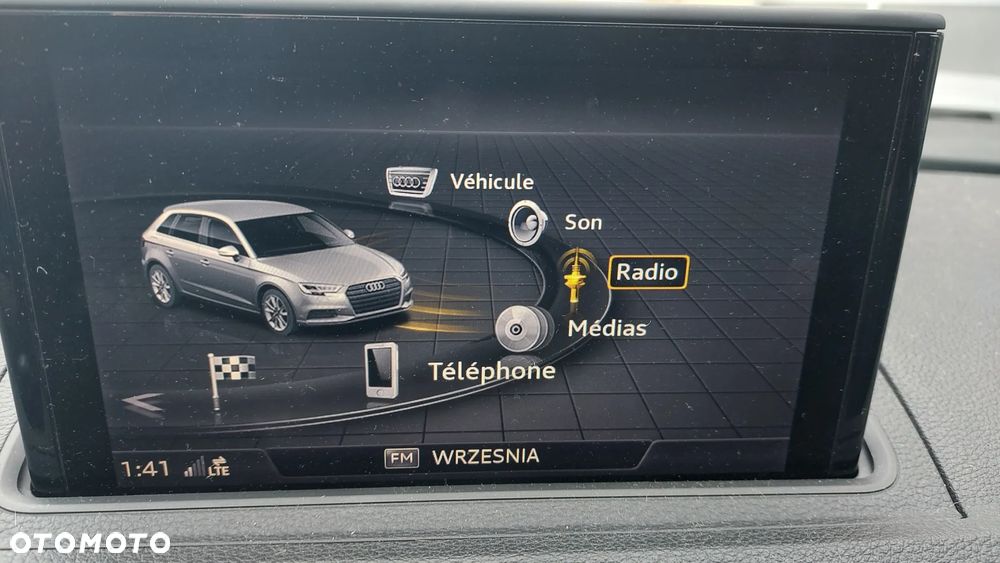 Véhicule
Son
Radio
Médias
Téléphone
1:41 LTE
FM WRZESNIA
OTOMOTO